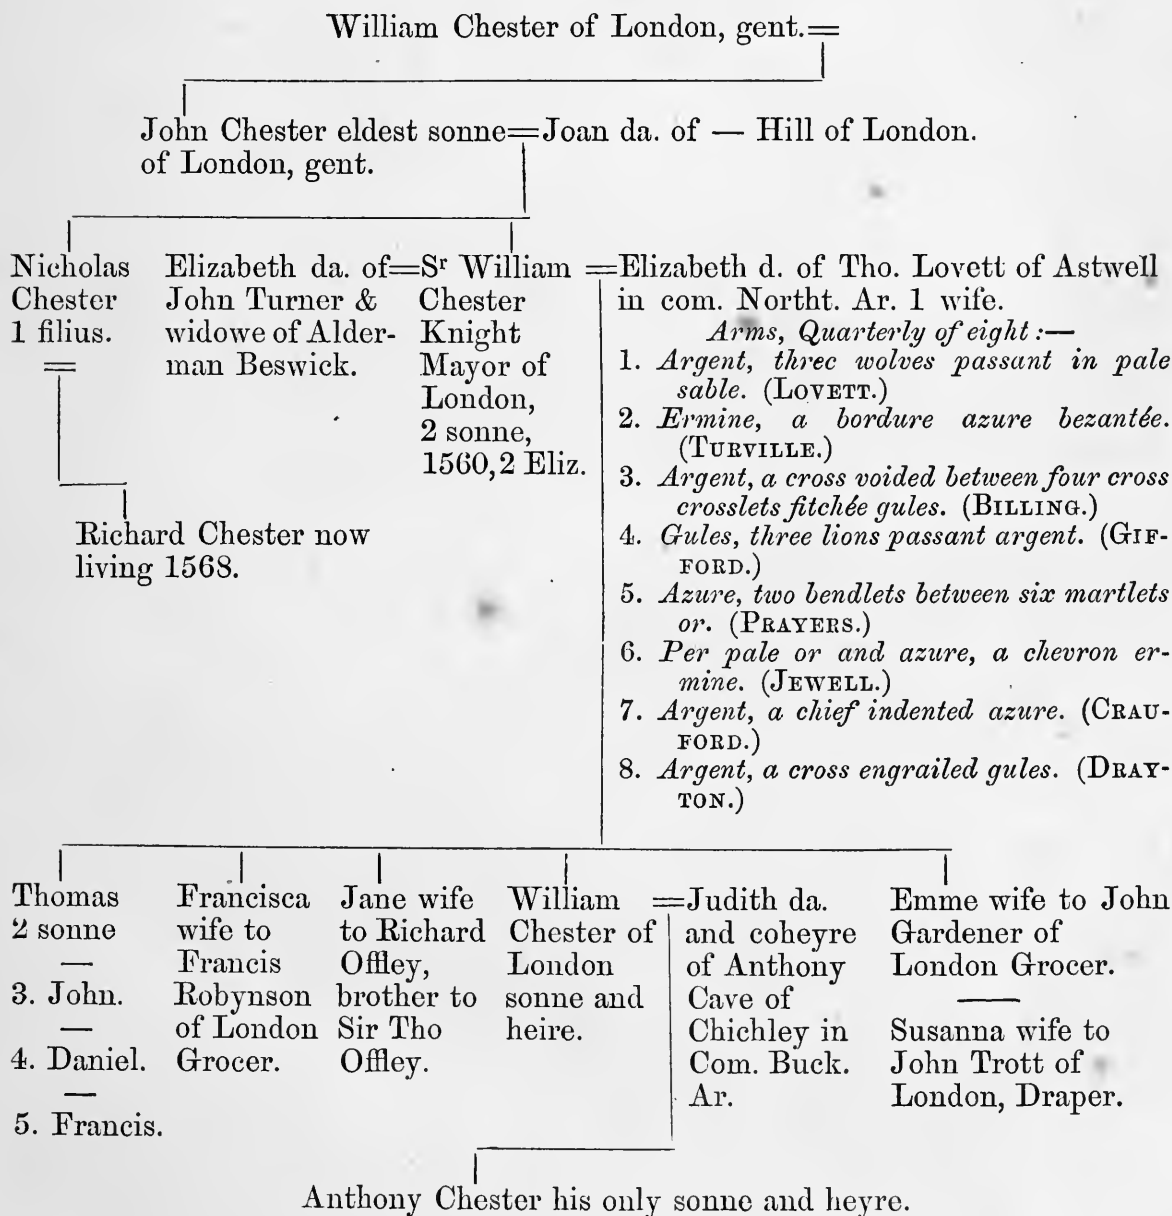 William Chester of London, gent.=
John Chester eldest sonne=Joan da. of — Hill of London.
of London, gent.
Nicholas
Chester
1 filius.
=
Richard Chester now
living 1568.
Elizabeth da. of=
John Turner &
widowe of Alder-
man Beswick.
Sr William
Chester
Knight
Mayor of
London,
2 sonne,
1560, 2 Eliz.
=Elizabeth d. of Tho. Lovett of Astwell
in com. Northt. Ar. 1 wife.
Arms, Quarterly of eight:—
1. Argent, three wolves passant in pale
sable. (LOVETT.)
2. Ermine, a bordure azure bezantée.
(TURVILLE.)
3. Argent, a cross voided between four cross
crosslets fitchée gules. (BILLING.)
4. Gules, three lions passant argent. (GIF-
FORD.)
5. Azure, two bendlets between six martlets
or. (PRAYERS.)
6. Per pale or and azure, a chevron er-
mine. (JEWELL.)
7. Argent, a chief indented azure. (CRAU-
FORD.)
8. Argent, a cross engrailed gules. (DRAY-
TON.)
Thomas
2 sonne
—
3. John.
—
4. Daniel.
—
5. Francis.
Francisca
wife to
Francis
Robynson
of London
Grocer.
Jane wife
to Richard
Offley,
brother to
Sir Tho
Offley.
William
Chester of
London
sonne and
heire.
=Judith da.
and coheyre
of Anthony
Cave of
Chichley in
Com. Buck.
Ar.
Emme wife to John
Gardener of
London Grocer.
—
Susanna wife to
John Trott of
London, Draper.
Anthony Chester his only sonne and heyre.